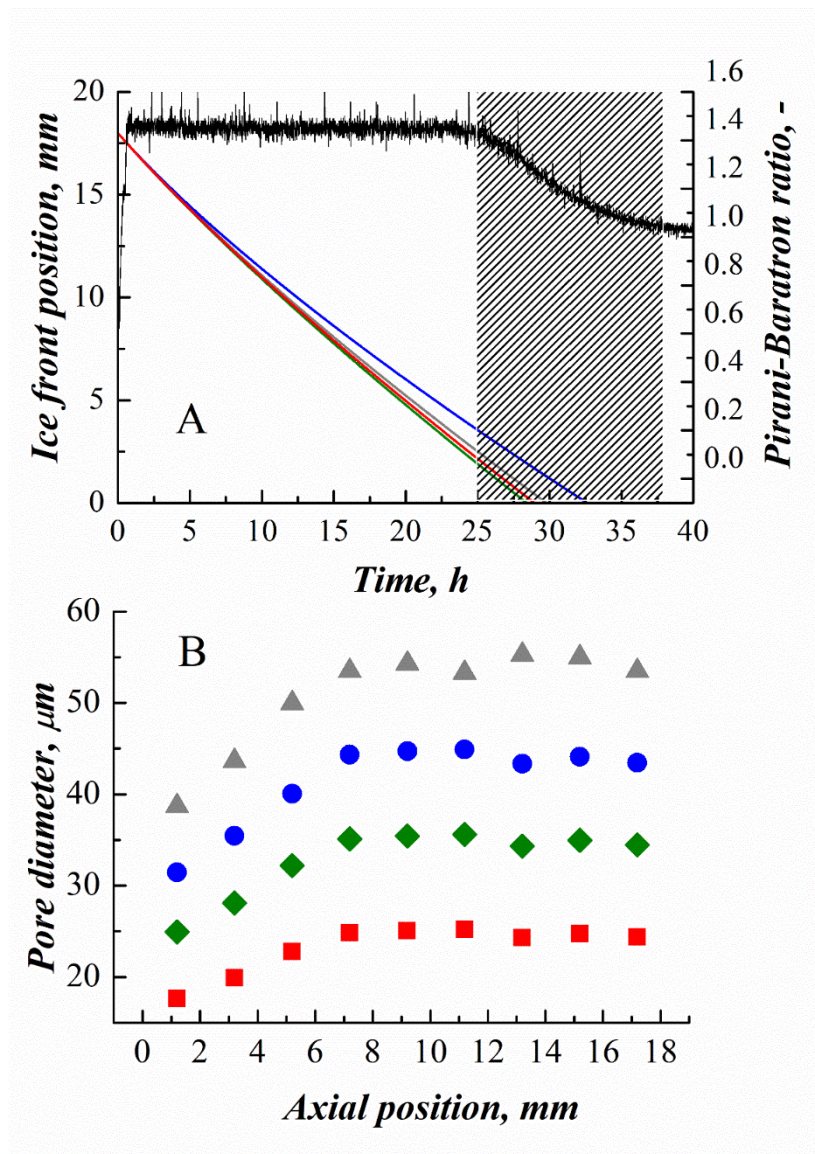 20
15
10
5
0
Ice front position, mm
A
1.6
1.4
1.2
1.0
0.8
0.6
0.4
0.2
0.0
Pirani-Baratron ratio, -
0 5 10 15 20 25 30 35 40
Time, h
60
50
40
30
20
Pore diameter, μm
B
0 2 4 6 8 10 12 14 16 18
Axial position, mm